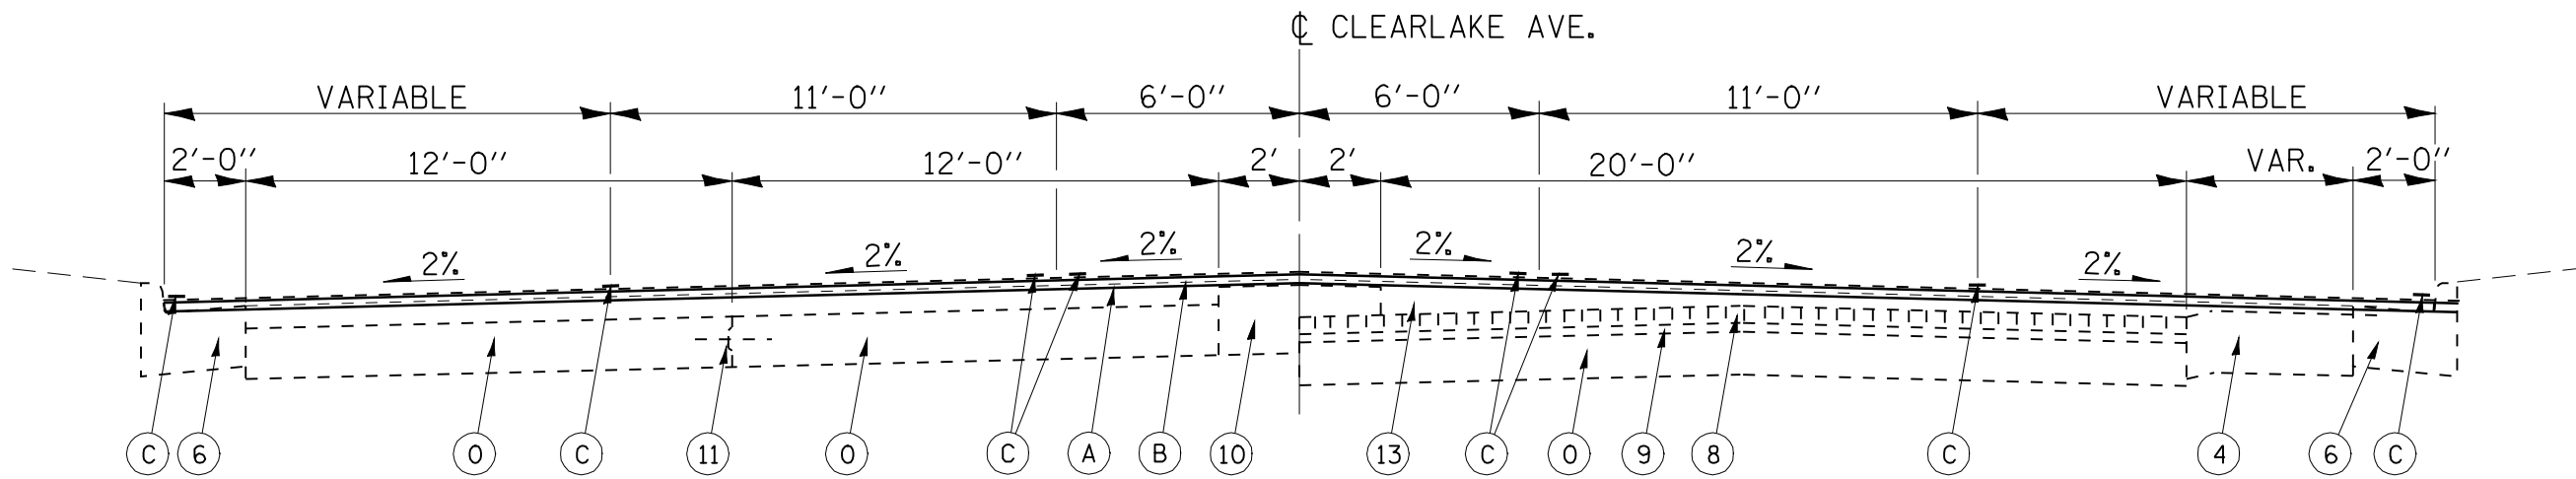 ℄ CLEARLAKE AVE.
VARIABLE 11'-0'' 6'-0'' 6'-0'' 11'-0'' VARIABLE
2'-0'' 12'-0'' 12'-0'' 2' 2' 20'-0'' VAR. 2'-0''
2% 2% 2% 2% 2% 2%
C 6 O C 11 O C A B 10 13 C O 9 8 C 4 6 C